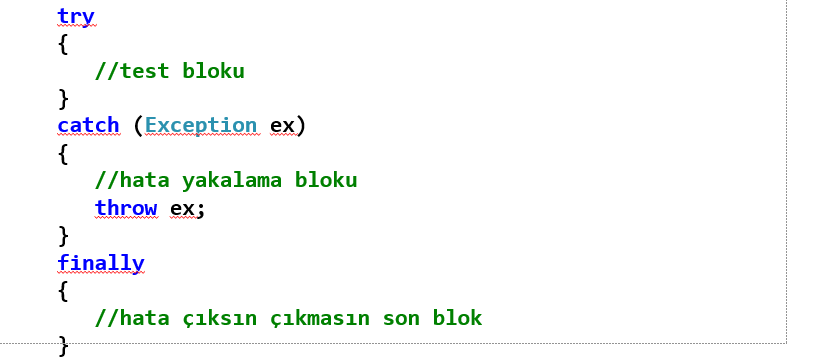 try
{
//test bloku
}
catch (Exception ex)
{
//hata yakalama bloku
throw ex;
}
finally
{
//hata çıksın çıkmasın son blok
}